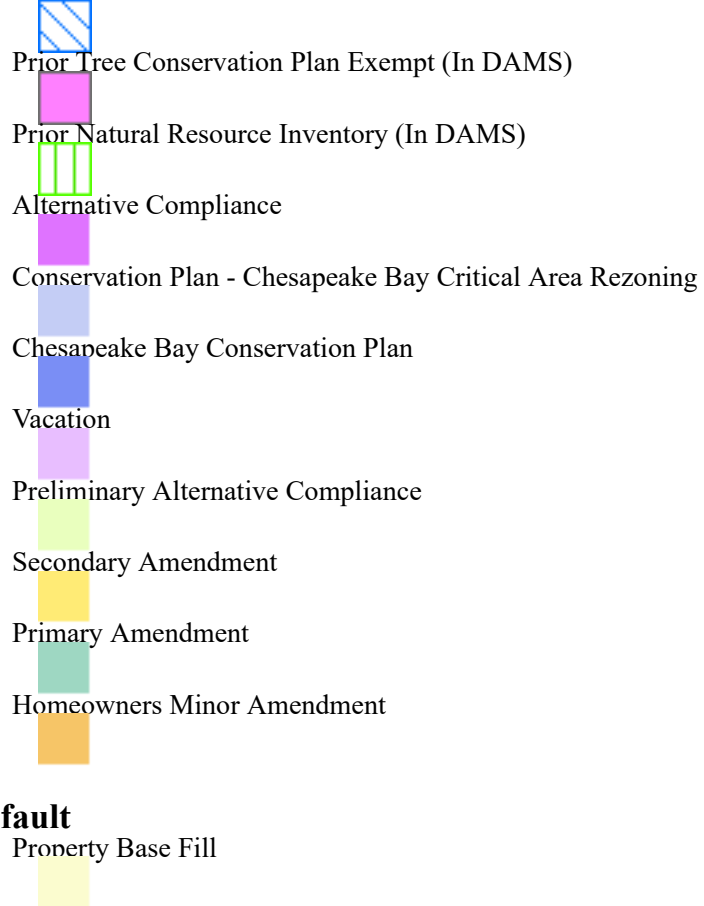 Prior Tree Conservation Plan Exempt (In DAMS)
Prior Natural Resource Inventory (In DAMS)
Alternative Compliance
Conservation Plan - Chesapeake Bay Critical Area Rezoning
Chesapeake Bay Conservation Plan
Vacation
Preliminary Alternative Compliance
Secondary Amendment
Primary Amendment
Homeowners Minor Amendment
fault
Property Base Fill